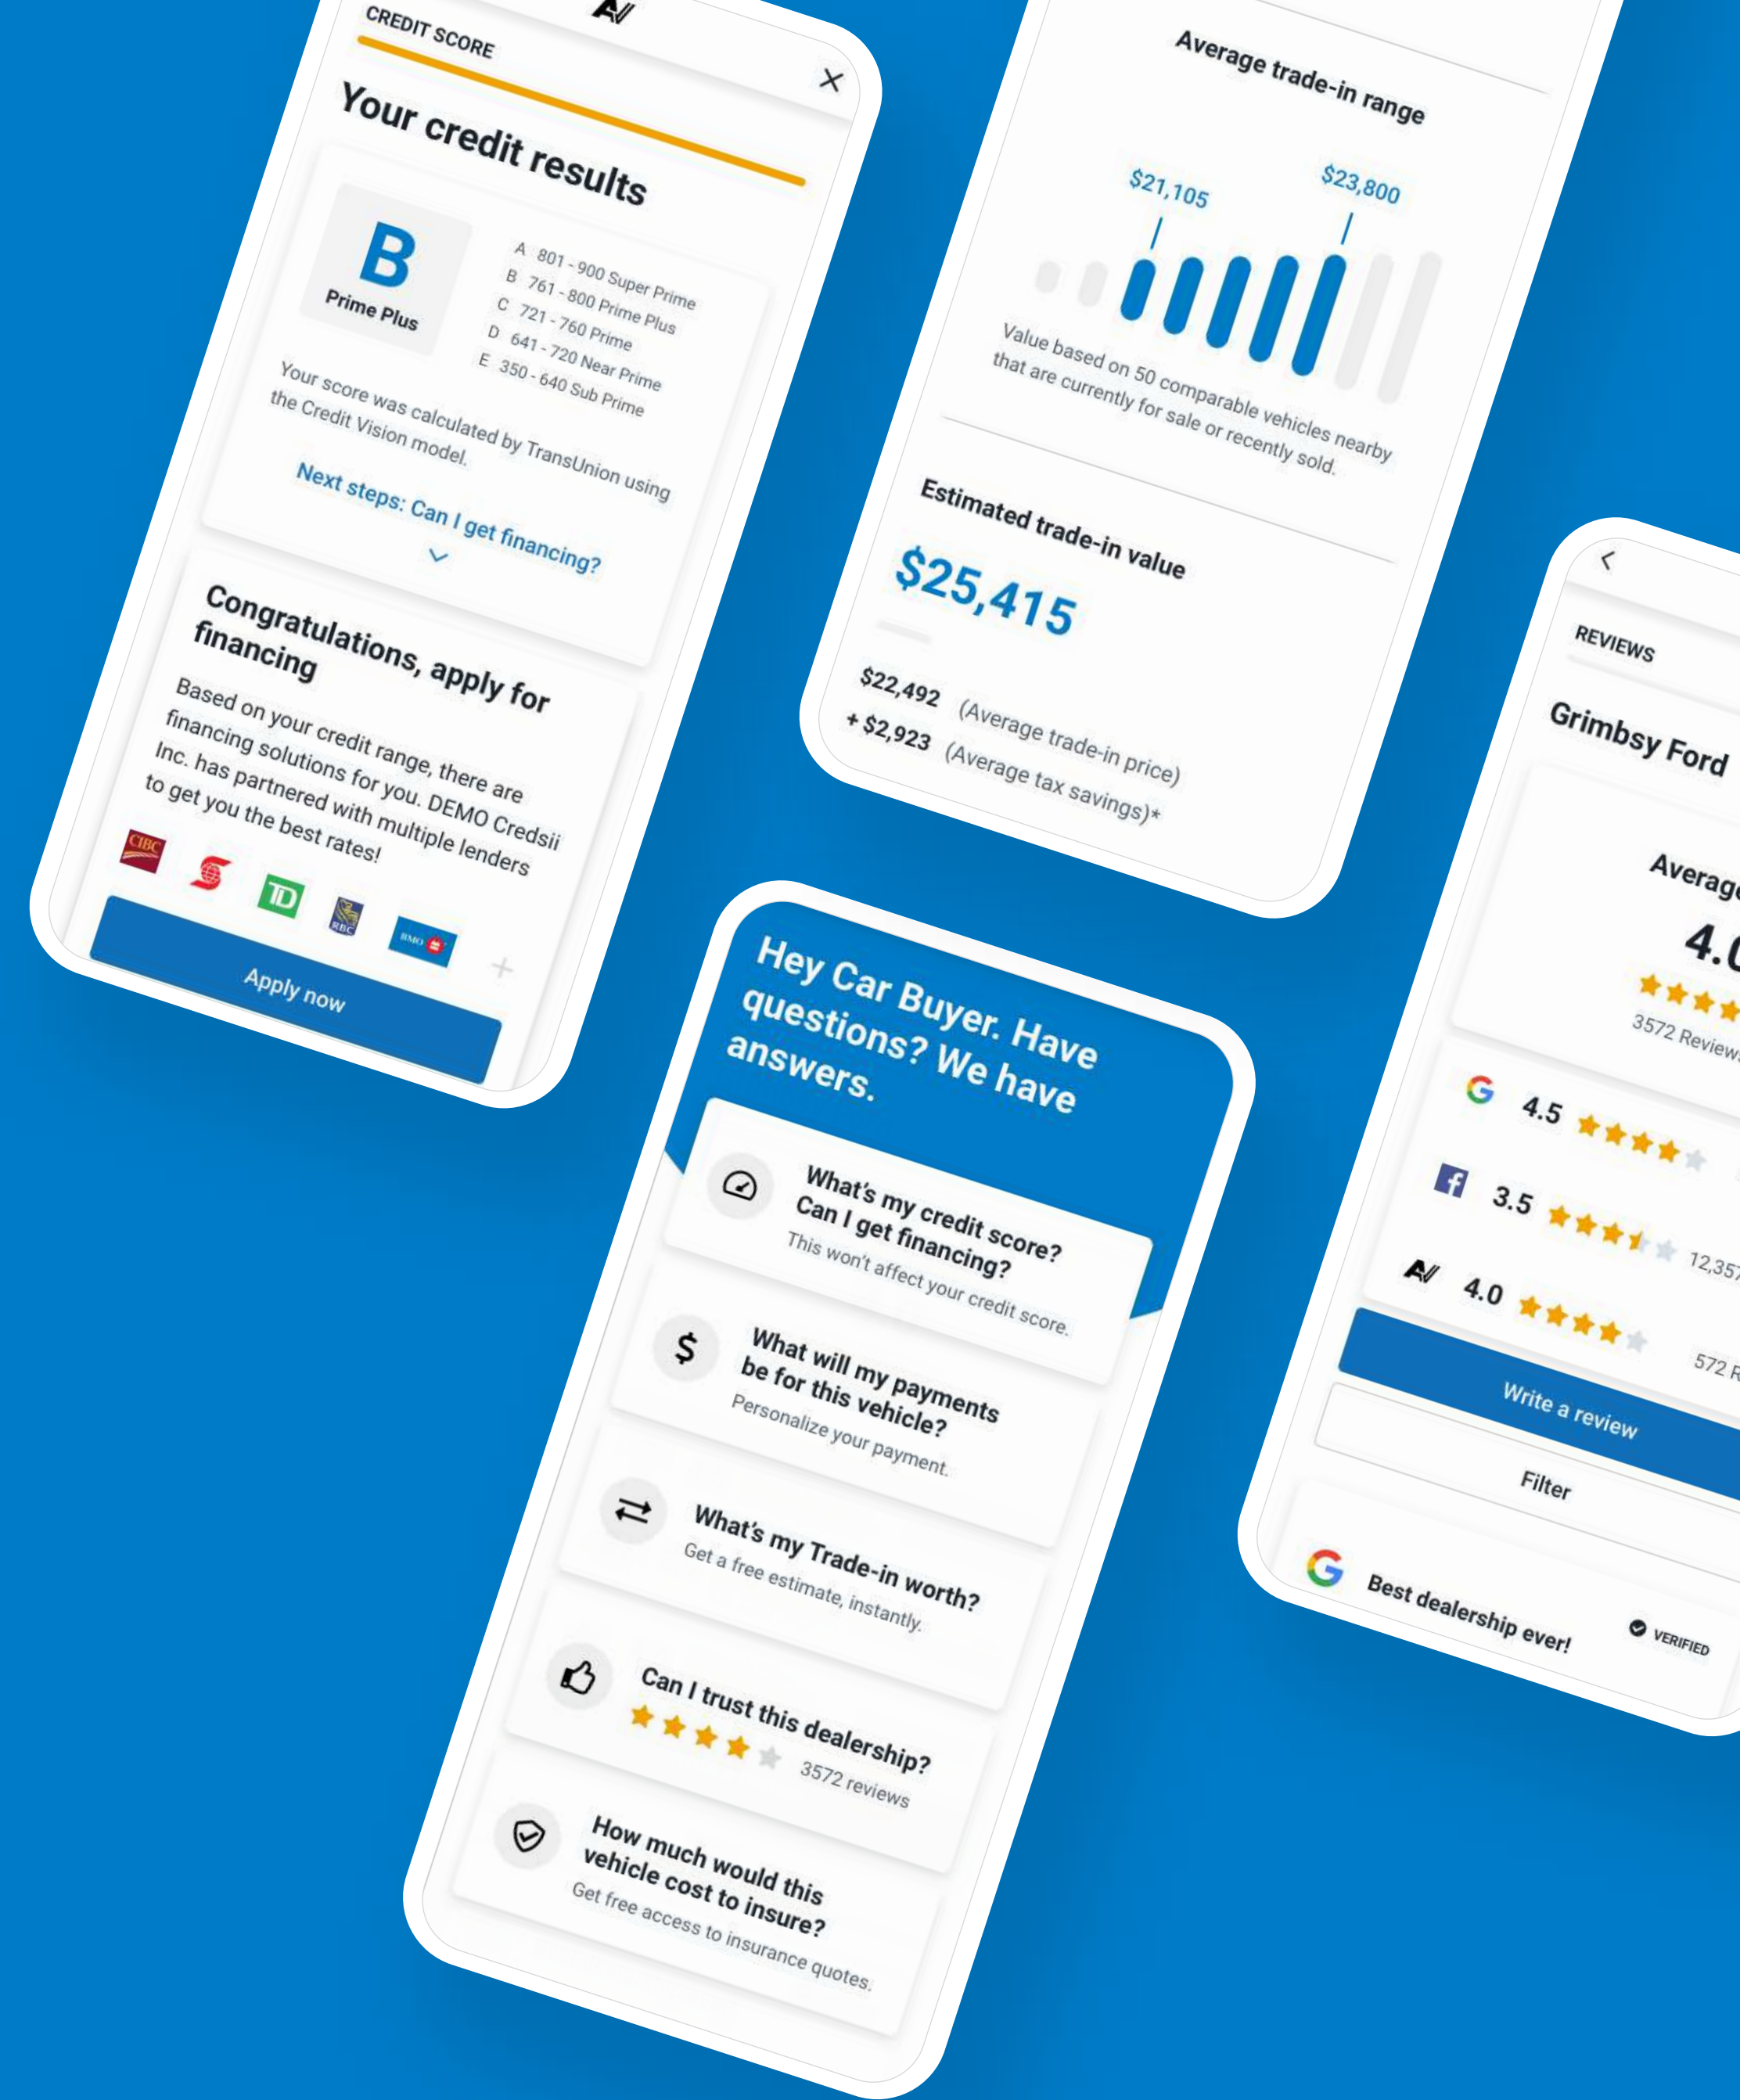 CREDIT SCORE
Your credit results
B
Prime Plus
A 801 - 900 Super Prime
B 761 - 800 Prime Plus
C 721 - 760 Prime
D 641 - 720 Near Prime
E 350 - 640 Sub Prime
Your score was calculated by TransUnion using
the Credit Vision model.
Next steps: Can I get financing?
Congratulations, apply for
financing
Based on your credit range, there are
financing solutions for you. DEMO Credsii
Inc. has partnered with multiple lenders
to get you the best rates!
CIBC
TD
RBC
BMO
Apply now
Average trade-in range
$21,105
$23,800
Value based on 50 comparable vehicles nearby
that are currently for sale or recently sold.
Estimated trade-in value
$25,415
$22,492 (Average trade-in price)
+ $2,923 (Average tax savings)*
Hey Car Buyer. Have
questions? We have
answers.
What's my credit score?
Can I get financing?
This won't affect your credit score.
What will my payments
be for this vehicle?
Personalize your payment.
What's my Trade-in worth?
Get a free estimate, instantly.
Can I trust this dealership?
3572 reviews
How much would this
vehicle cost to insure?
Get free access to insurance quotes.
REVIEWS
Grimbsy Ford
Average
4.0
3572 Reviews
4.5
3.5 12,357
4.0 572 R
Write a review
Filter
Best dealership ever!
VERIFIED